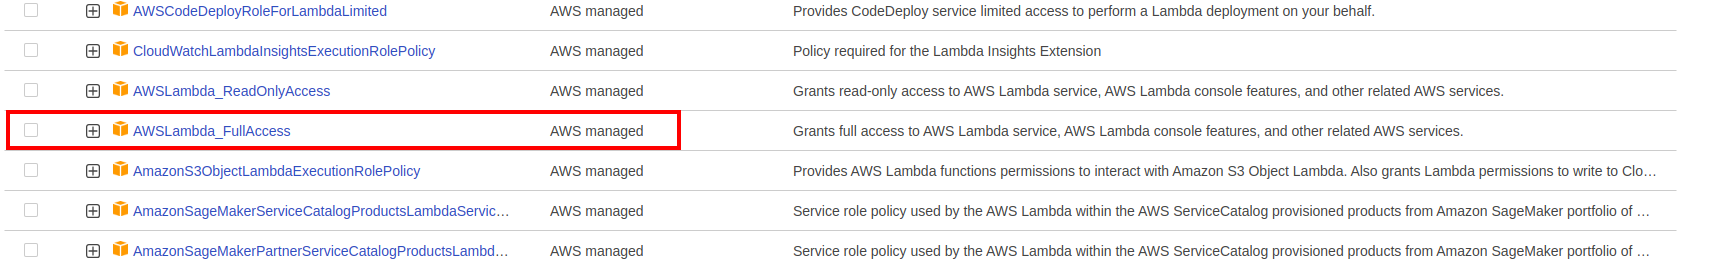 AWSCodeDeployRoleForLambdaLimited AWS managed Provides CodeDeploy service limited access to perform a Lambda deployment on your behalf.
CloudWatchLambdaInsightsExecutionRolePolicy AWS managed Policy required for the Lambda Insights Extension
AWSLambda_ReadOnlyAccess AWS managed Grants read-only access to AWS Lambda service, AWS Lambda console features, and other related AWS services.
AWSLambda_FullAccess AWS managed Grants full access to AWS Lambda service, AWS Lambda console features, and other related AWS services.
AmazonS3ObjectLambdaExecutionRolePolicy AWS managed Provides AWS Lambda functions permissions to interact with Amazon S3 Object Lambda. Also grants Lambda permissions to write to Clo…
AmazonSageMakerServiceCatalogProductsLambdaServic… AWS managed Service role policy used by the AWS Lambda within the AWS ServiceCatalog provisioned products from Amazon SageMaker portfolio of …
AmazonSageMakerPartnerServiceCatalogProductsLambd… AWS managed Service role policy used by the AWS Lambda within the AWS ServiceCatalog provisioned products from Amazon SageMaker portfolio of …